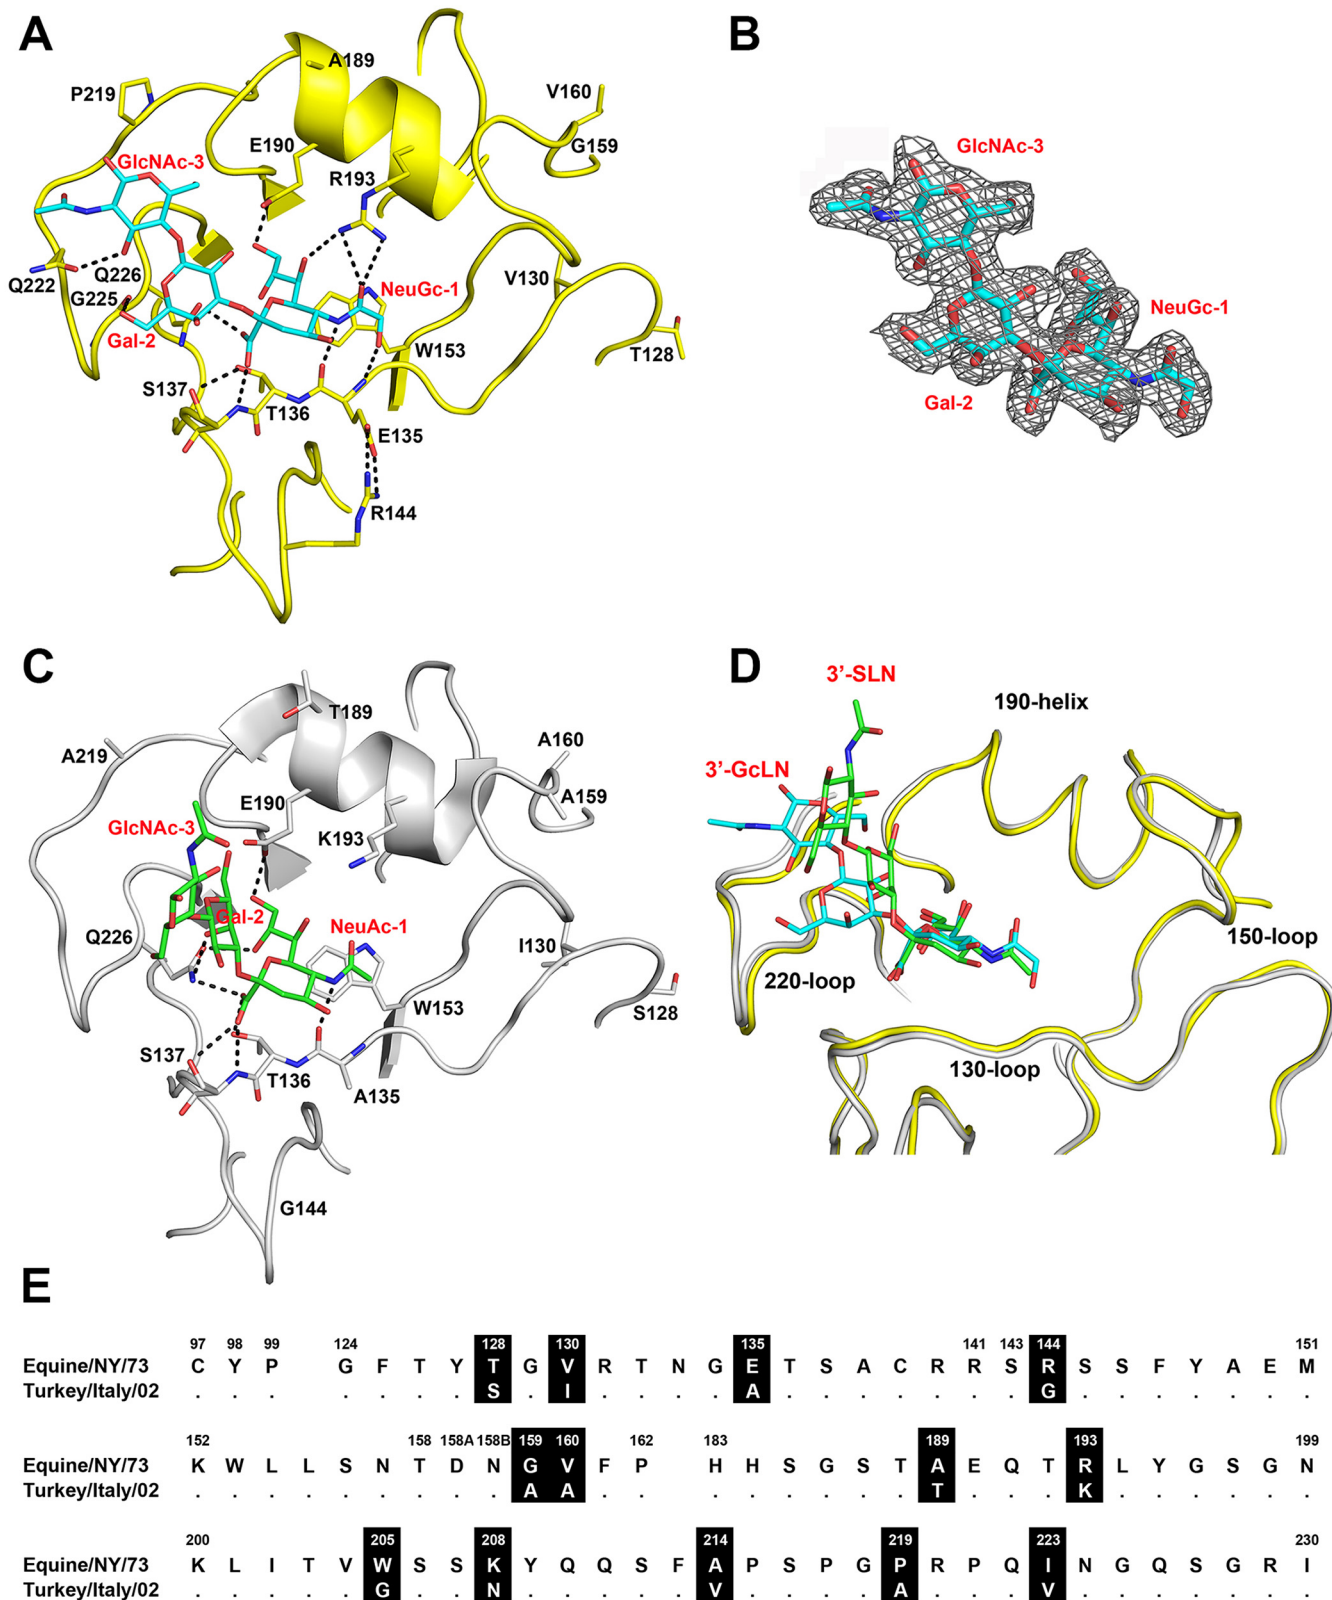 A
A189
P219
V160
E190
G159
GlcNAc-3
R193
Q222
Q226
G225
V130
NeuGc-1
Gal-2
W153
T128
S137
T136
E135
R144
B
GlcNAc-3
NeuGc-1
Gal-2
C
T189
A219
A160
E190
A159
GlcNAc-3
K193
Gal-2
NeuAc-1
Q226
I130
W153
S128
S137
T136
A135
G144
D
3’-SLN
190-helix
3’-GcLN
150-loop
220-loop
130-loop
E
97 98 99 124 128 130 135 141 143 144 151
Equine/NY/73 C Y P G F T Y T G V R T N G E T S A C R R S R S S F Y A E M
Turkey/Italy/02 . . . . . . . S . I . . . . A . . . . . . . G . . . . . . .
152 158 158A 158B 159 160 162 183 189 193 199
Equine/NY/73 K W L L S N T D N G V F P H H S G S T A E Q T R L Y G S G N
Turkey/Italy/02 . . . . . . . . . A A . . . . . . . . T . . . K . . . . . .
200 205 208 214 219 223 230
Equine/NY/73 K L I T V W S S K Y Q Q S F A P S P G P R P Q I N G Q S G R I
Turkey/Italy/02 . . . . . G . . N . . . . . V . . . . A . . . V . . . . . . .